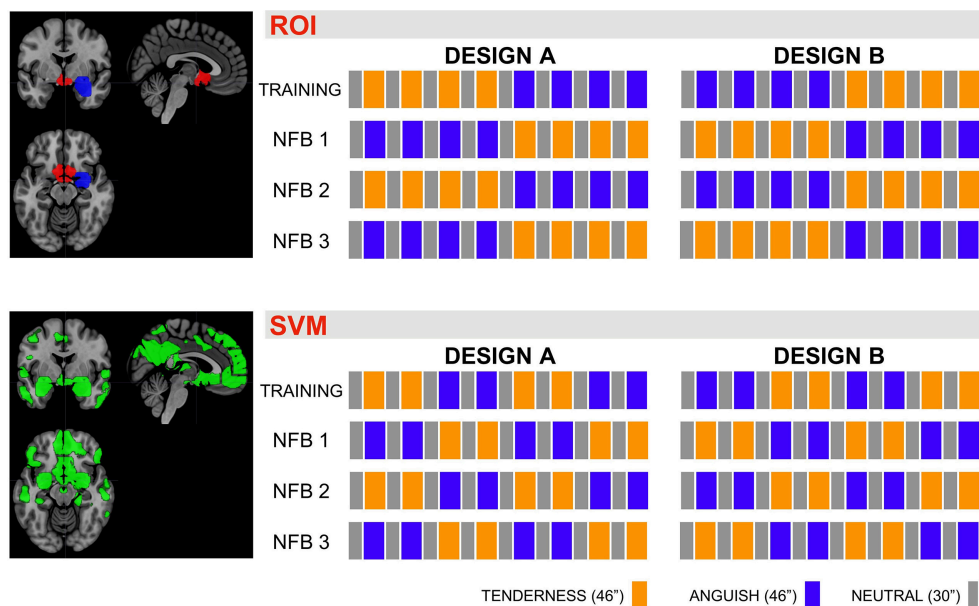 ROI
DESIGN A DESIGN B
TRAINING
NFB 1
NFB 2
NFB 3
SVM
DESIGN A DESIGN B
TRAINING
NFB 1
NFB 2
NFB 3
TENDERNESS (46”) ANGUISH (46”) NEUTRAL (30”)